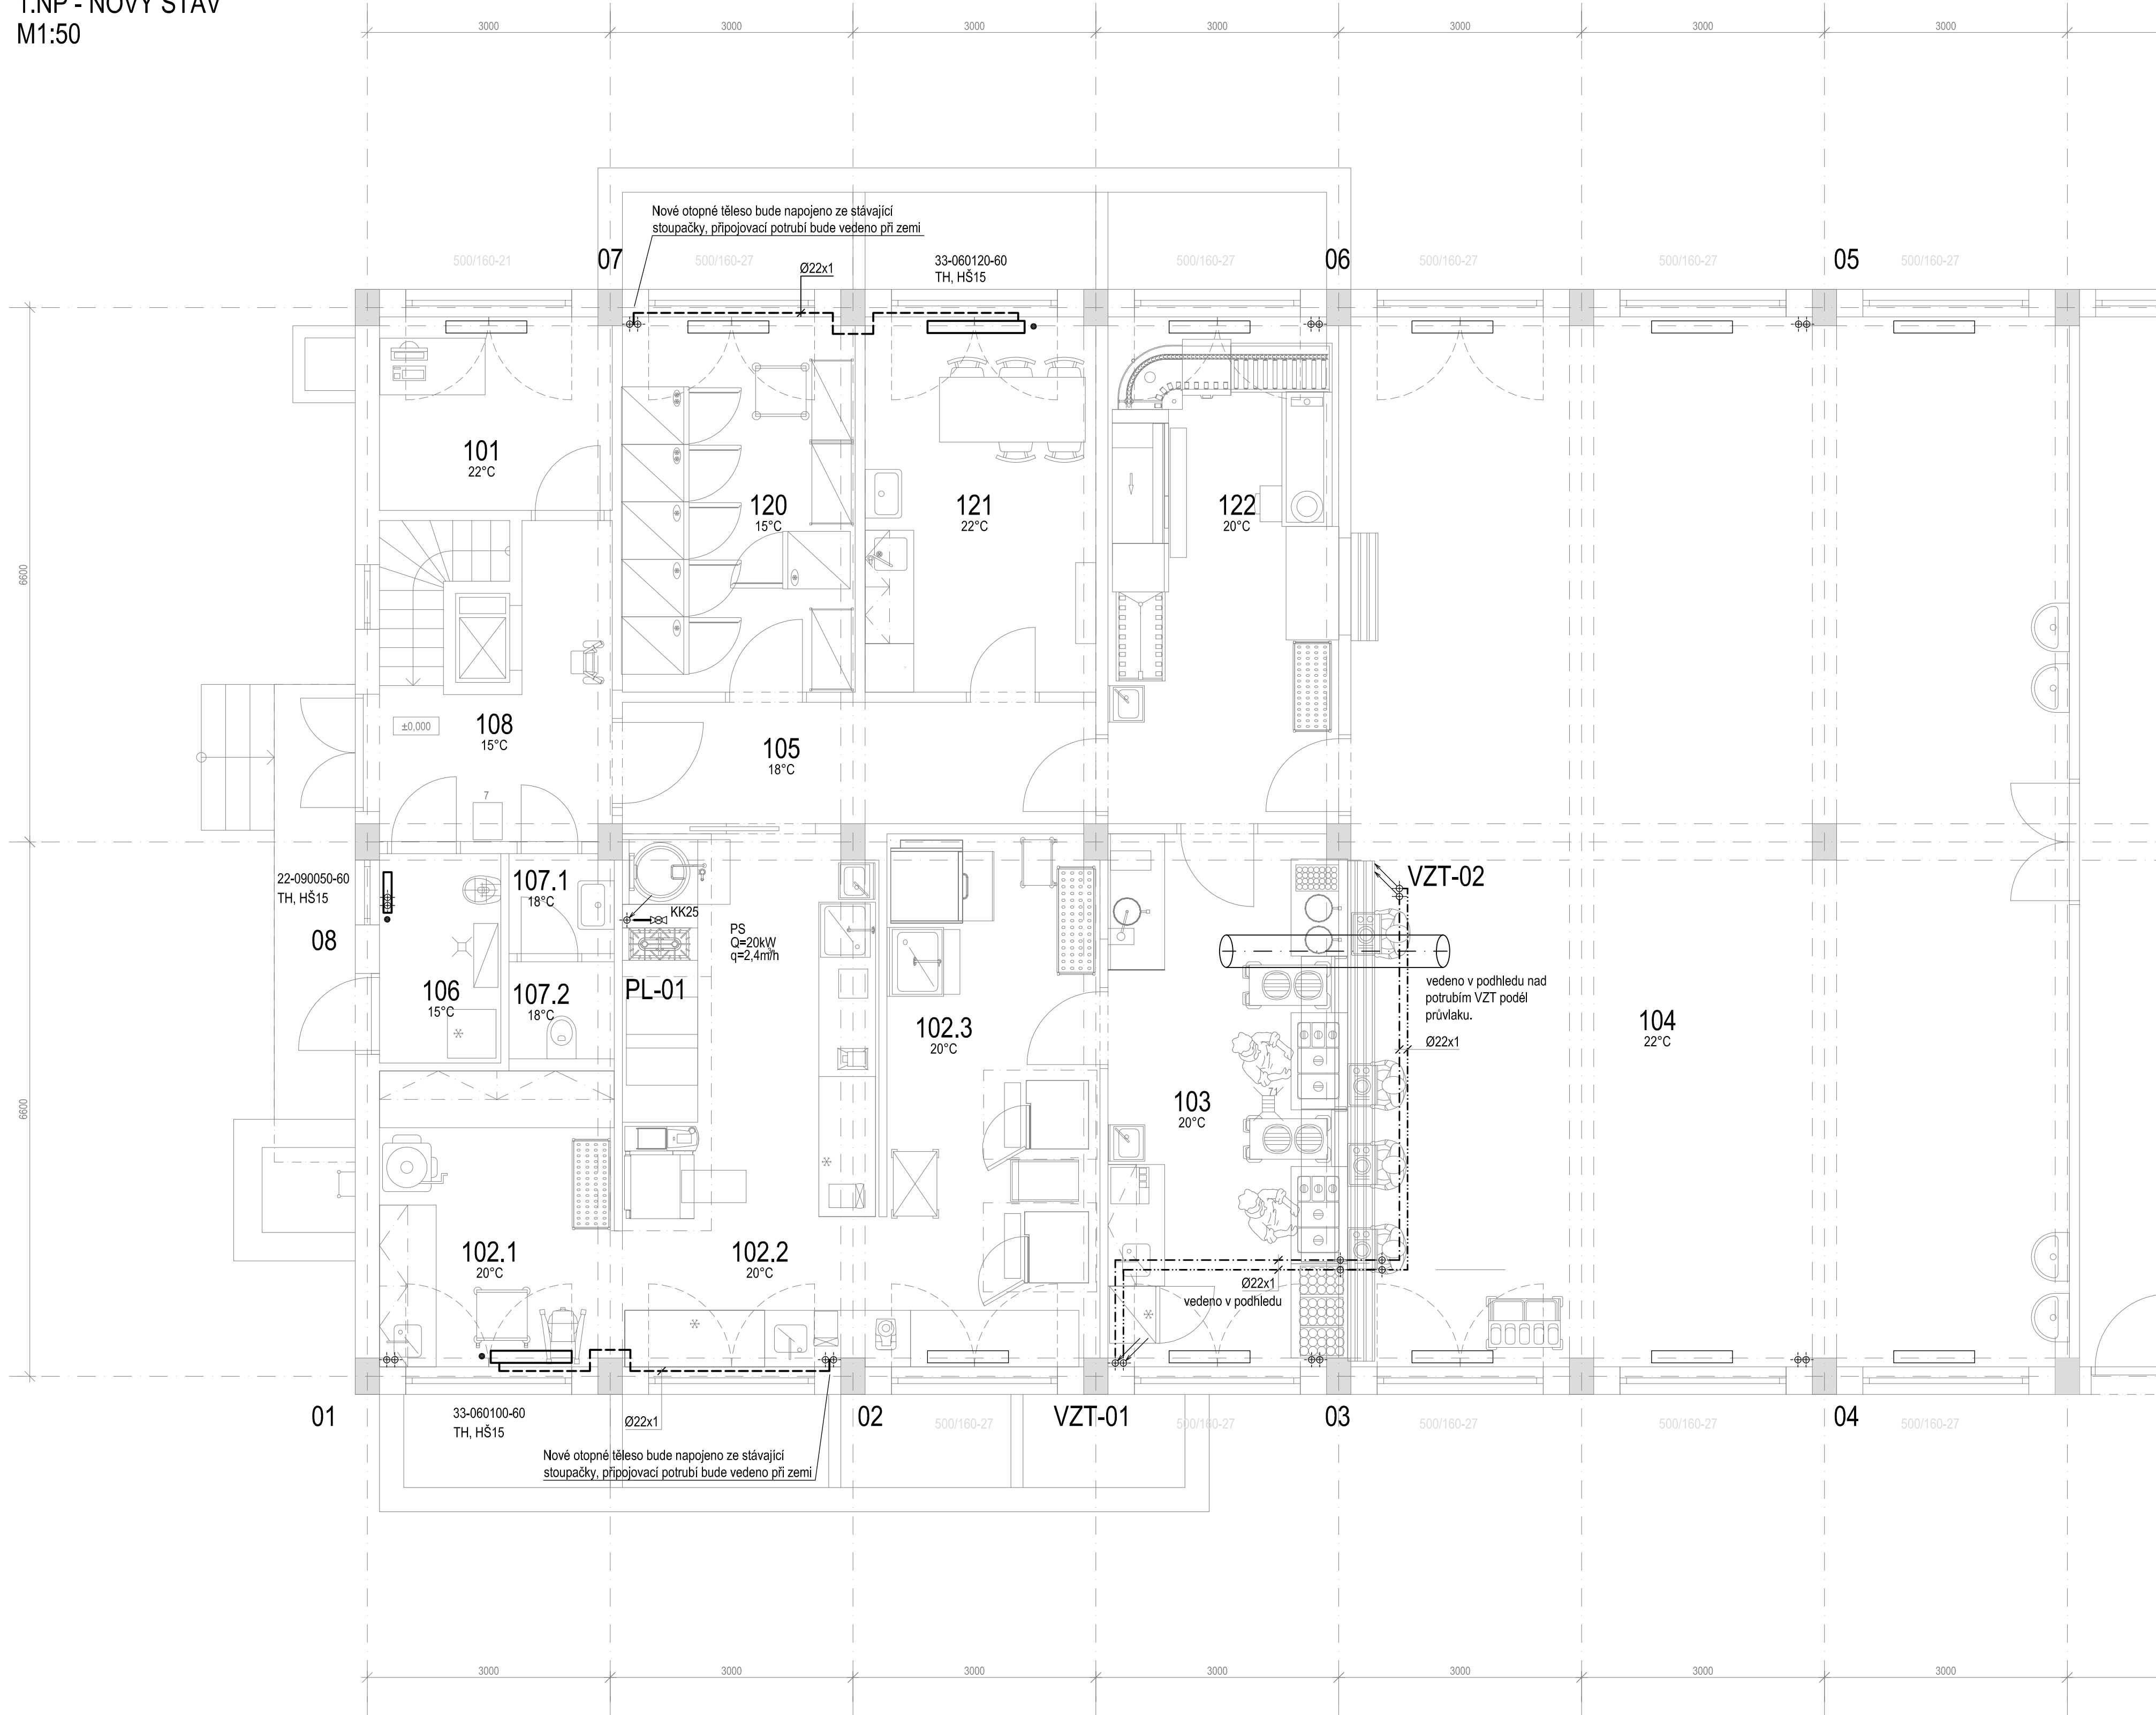 1.NP - NOVÝ STAV
M1:50
3000 3000 3000 3000 3000 3000 3000
Nové otopné těleso bude napojeno ze stávající
stoupačky, připojovací potrubí bude vedeno při zemi
500/160-21
07
500/160-27
Ø22x1
33-060120-60
TH, HŠ15
500/160-27
06
500/160-27
500/160-27
05
500/160-27
101
22°C
120
15°C
121
22°C
122
20°C
6600
±0,000
108
15°C
105
18°C
7
22-090050-60
TH, HŠ15
08
107.1
18°C
KK25
PS
Q=20kW
q=2,4m³/h
VZT-02
106
15°C
107.2
18°C
PL-01
vedeno v podhledu nad
potrubím VZT podél
průvlaku.
Ø22x1
102.3
20°C
104
22°C
103
20°C
71
6600
102.1
20°C
102.2
20°C
Ø22x1
vedeno v podhledu
01
33-060100-60
TH, HŠ15
Ø22x1
02
500/160-27
VZT-01
500/160-27
03
500/160-27
500/160-27
04
500/160-27
Nové otopné těleso bude napojeno ze stávající
stoupačky, připojovací potrubí bude vedeno při zemi
3000 3000 3000 3000 3000 3000 3000